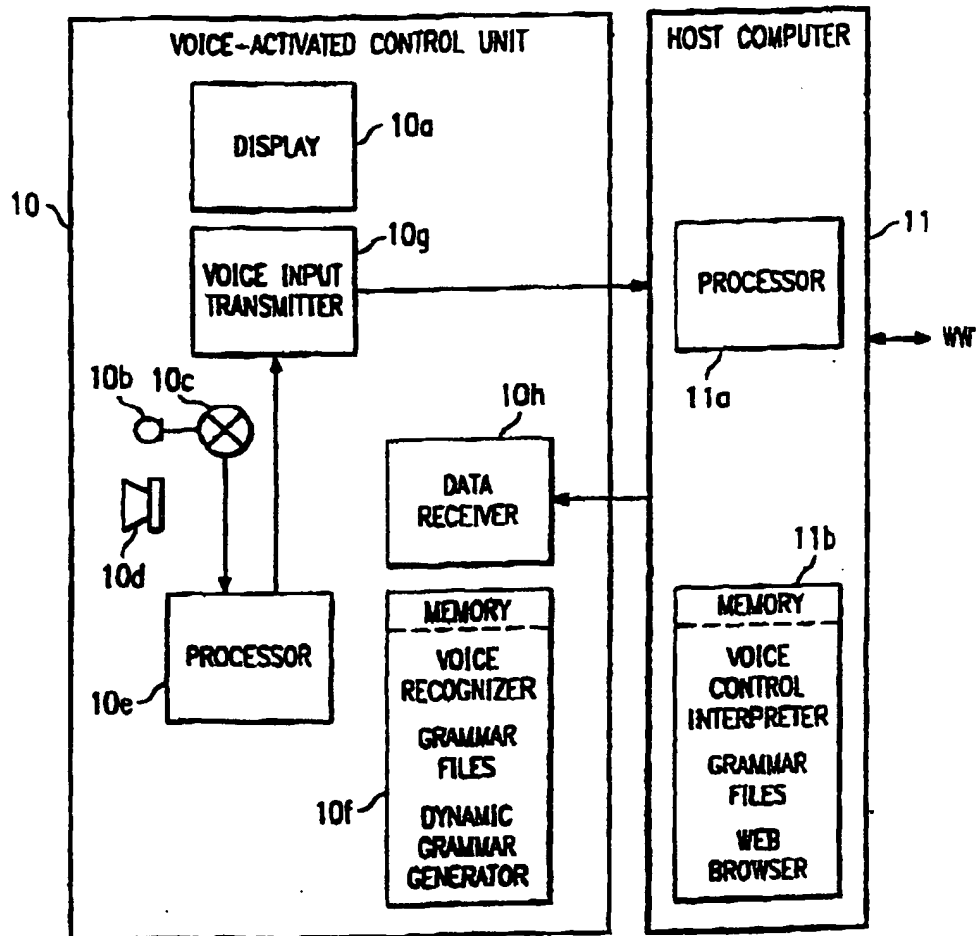 VOICE-ACTIVATED CONTROL UNIT
HOST COMPUTER
DISPLAY
10a
10
10g
VOICE INPUT
TRANSMITTER
11
PROCESSOR
11a
10b
10c
10h
DATA
RECEIVER
10d
PROCESSOR
10e
MEMORY
VOICE
RECOGNIZER
GRAMMAR
FILES
DYNAMIC
GRAMMAR
GENERATOR
10f
11b
MEMORY
VOICE
CONTROL
INTERPRETER
GRAMMAR
FILES
WEB
BROWSER